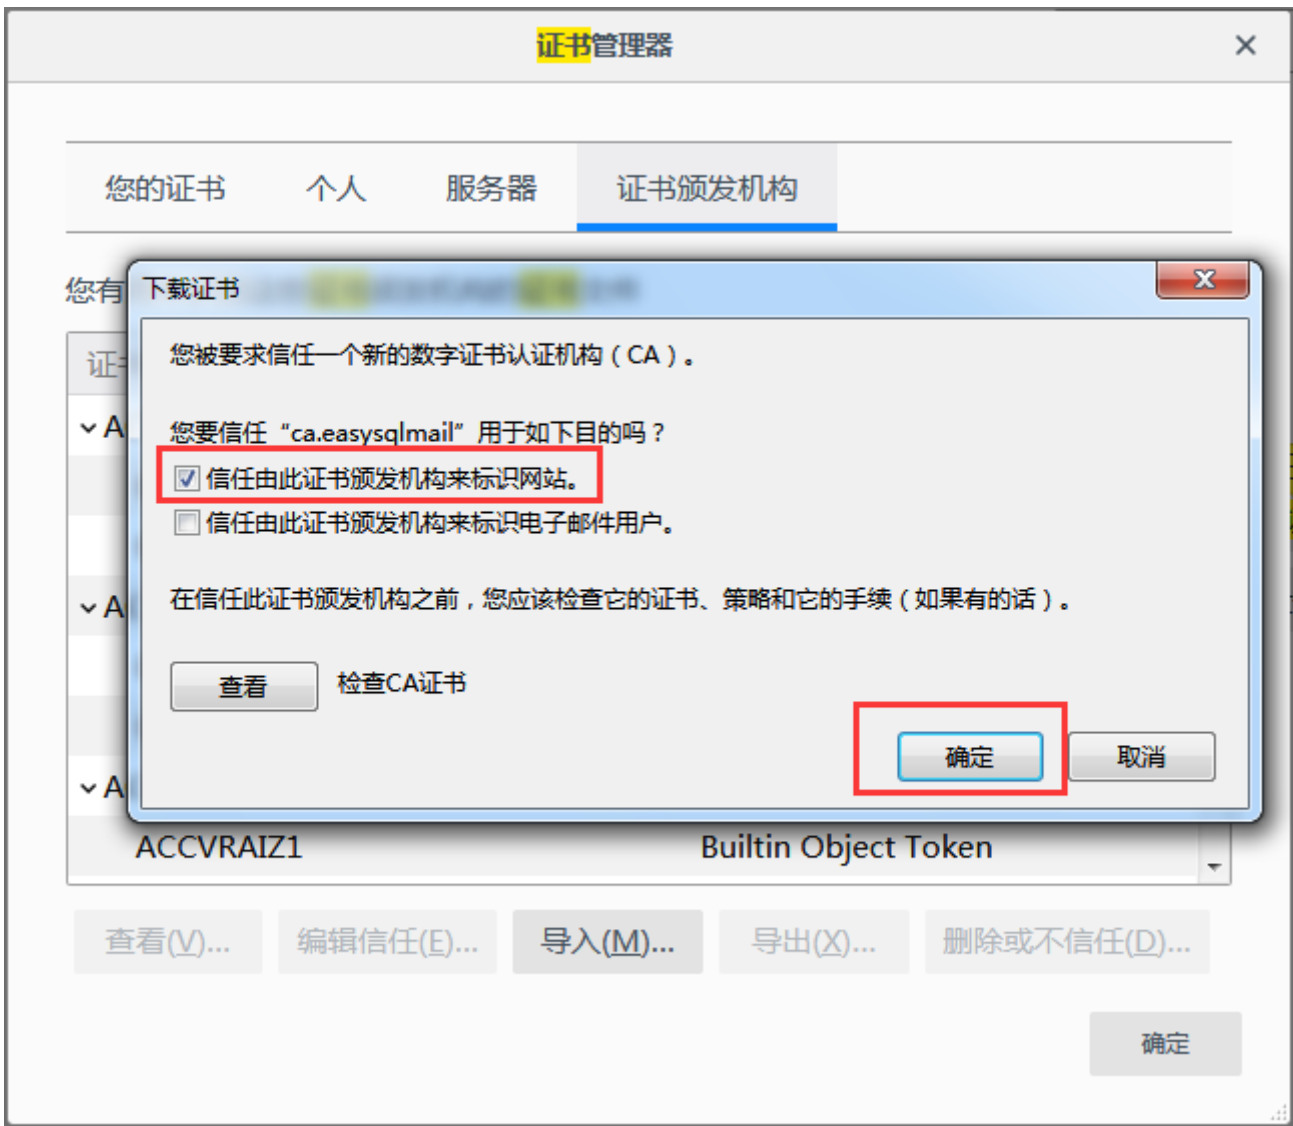 证书管理器
您的证书 个人 服务器 证书颁发机构
您有
下载证书
您被要求信任一个新的数字证书认证机构（CA）。
您要信任“ca.easysqlmail”用于如下目的吗？
信任由此证书颁发机构来标识网站。
信任由此证书颁发机构来标识电子邮件用户。
在信任此证书颁发机构之前，您应该检查它的证书、策略和它的手续（如果有的话）。
查看 检查CA证书
确定 取消
ACCVRAIZ1 Builtin Object Token
查看(V)... 编辑信任(E)... 导入(M)... 导出(X)... 删除或不信任(D)...
确定